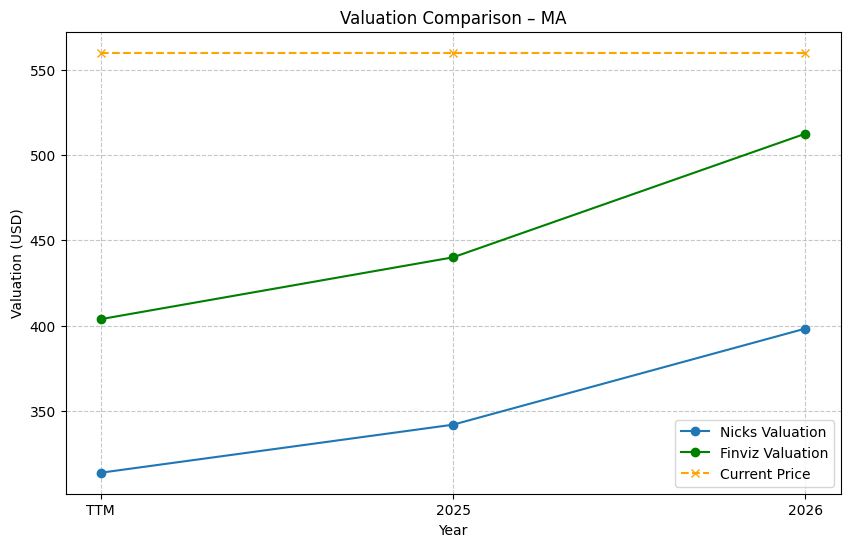 Valuation Comparison – MA
Valuation (USD)
550
500
450
400
350
TTM
2025
2026
Year
Nicks Valuation
Finviz Valuation
Current Price